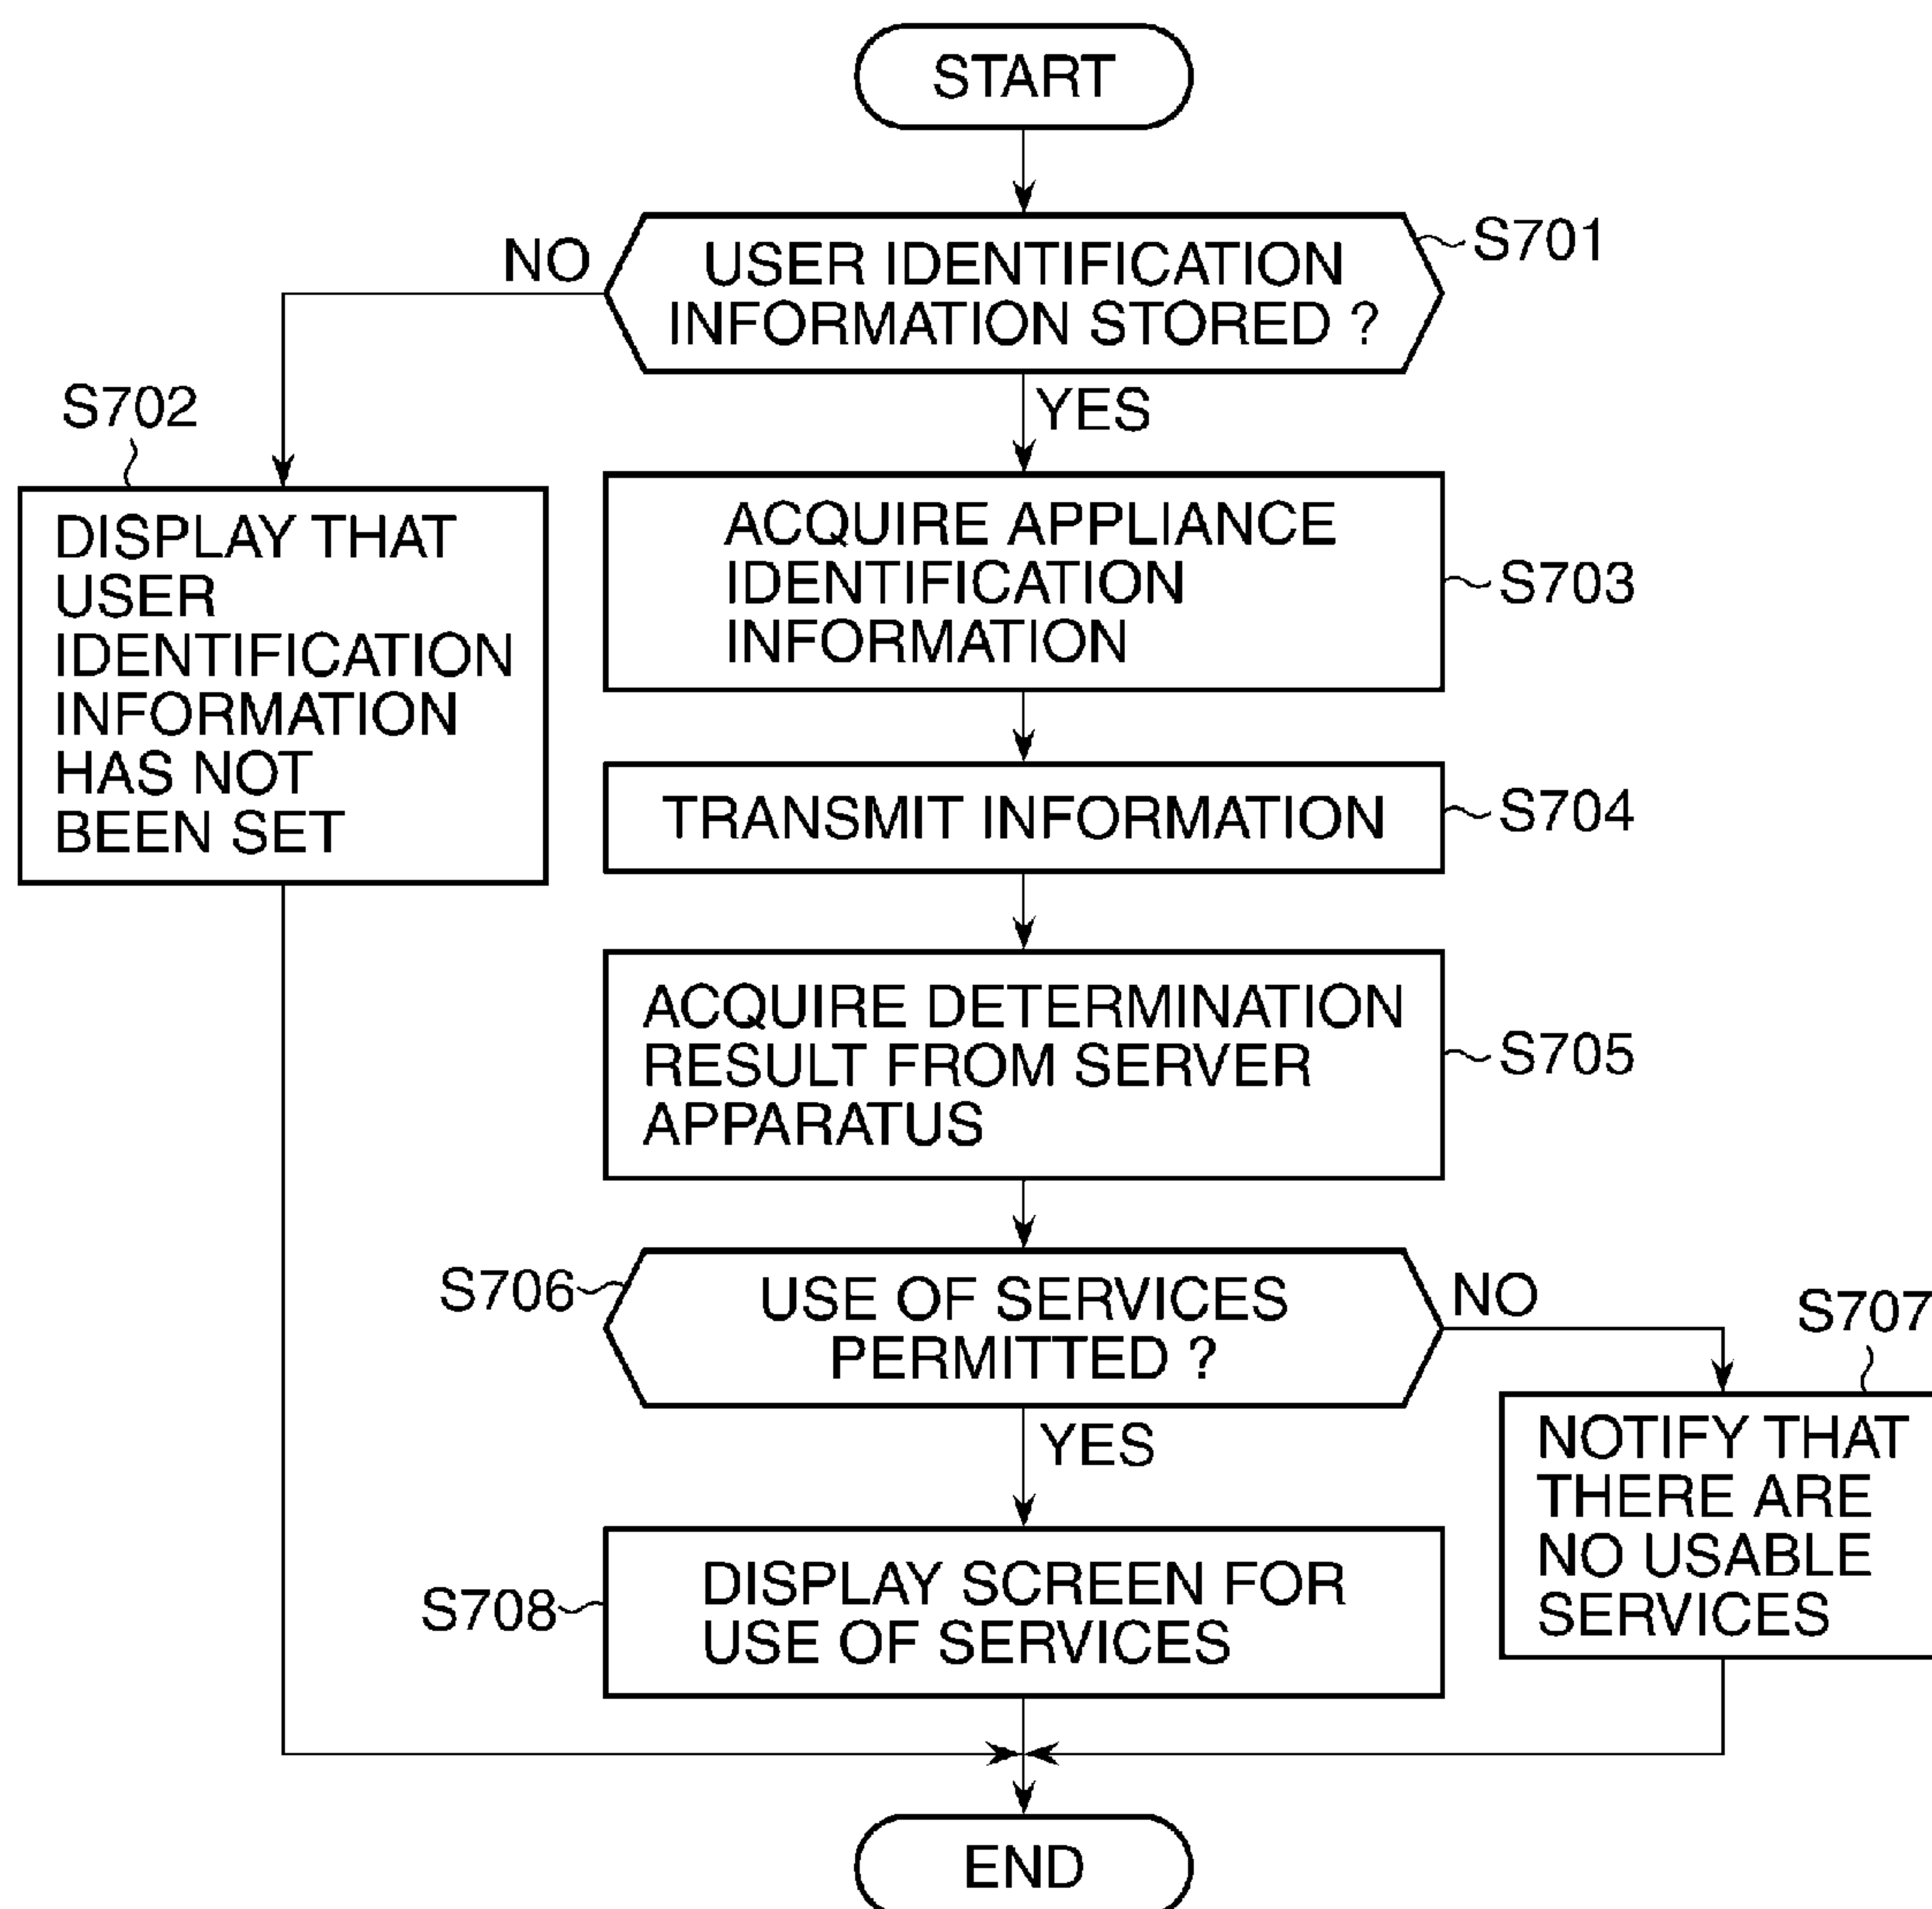 START
USER IDENTIFICATION
INFORMATION STORED ?
S701
NO
YES
S702
DISPLAY THAT
USER
IDENTIFICATION
INFORMATION
HAS NOT
BEEN SET
ACQUIRE APPLIANCE
IDENTIFICATION
INFORMATION
S703
TRANSMIT INFORMATION
S704
ACQUIRE DETERMINATION
RESULT FROM SERVER
APPARATUS
S705
S706
USE OF SERVICES
PERMITTED ?
NO
S707
YES
NOTIFY THAT
THERE ARE
NO USABLE
SERVICES
S708
DISPLAY SCREEN FOR
USE OF SERVICES
END